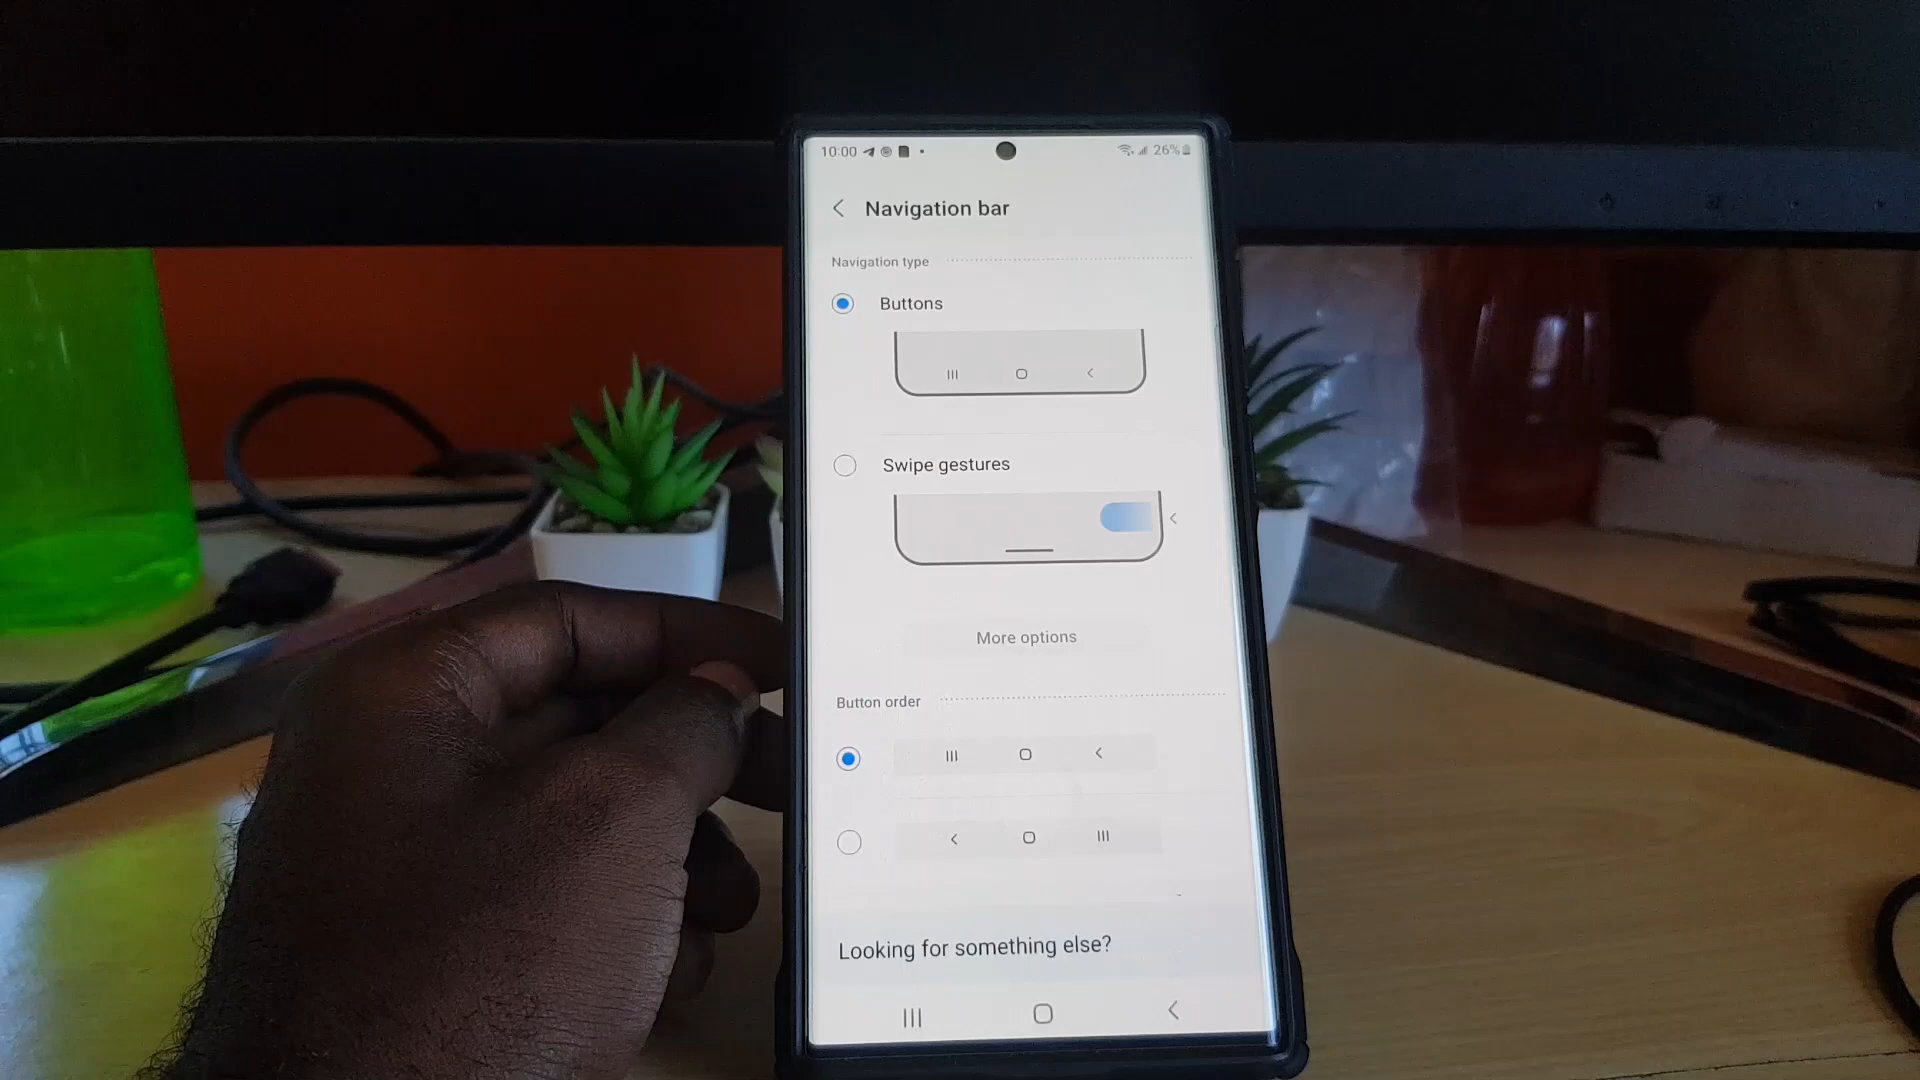 10:00
26%
Navigation bar
Navigation type
Buttons
Swipe gestures
More options
Button order
Looking for something else?